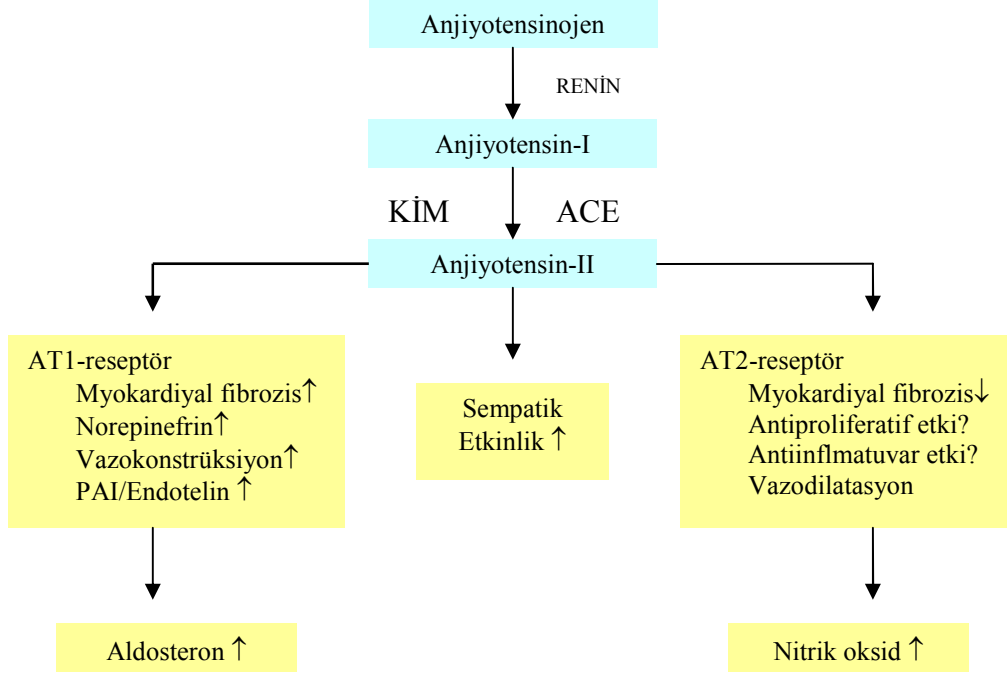 Anjiyotensinojen
RENİN
Anjiyotensin-I
KİM ACE
Anjiyotensin-II
AT1-reseptör
Myokardiyal fibrozis↑
Norepinefrin↑
Vazokonstrüksiyon↑
PAI/Endotelin ↑
Sempatik
Etkinlik ↑
AT2-reseptör
Myokardiyal fibrozis↓
Antiproliferatif etki?
Antiinflmatuvar etki?
Vazodilatasyon
Aldosteron ↑
Nitrik oksid ↑